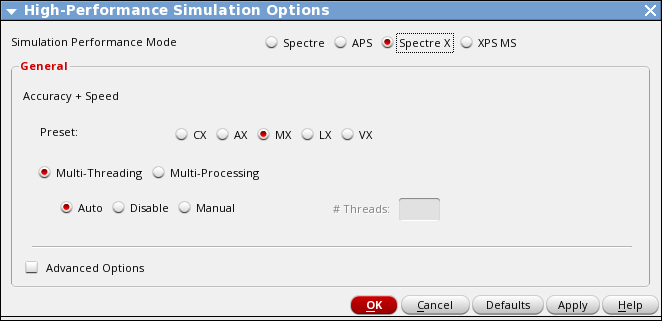 High-Performance Simulation Options
Simulation Performance Mode Spectre APS Spectre X XPS MS
General
Accuracy + Speed
Preset: CX AX MX LX VX
Multi-Threading Multi-Processing
Auto Disable Manual # Threads:
Advanced Options
OK Cancel Defaults Apply Help